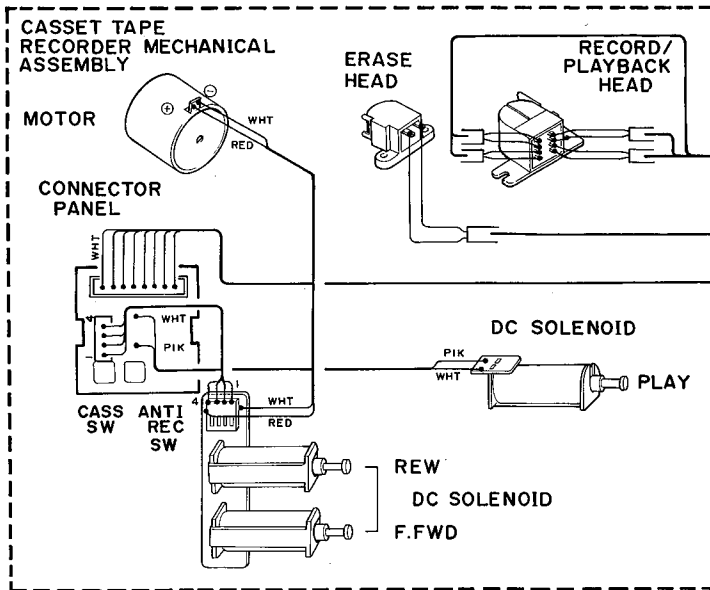 CASSET TAPE
RECORDER MECHANICAL
ASSEMBLY
ERASE
HEAD
RECORD/
PLAYBACK
HEAD
MOTOR
⊖
⊕
WHT
RED
CONNECTOR
PANEL
WHT
4
WHT
1
PIK
DC SOLENOID
PIK
WHT
PLAY
CASS
SW
ANTI
REC
SW
4
1
WHT
RED
REW
DC SOLENOID
F.FWD